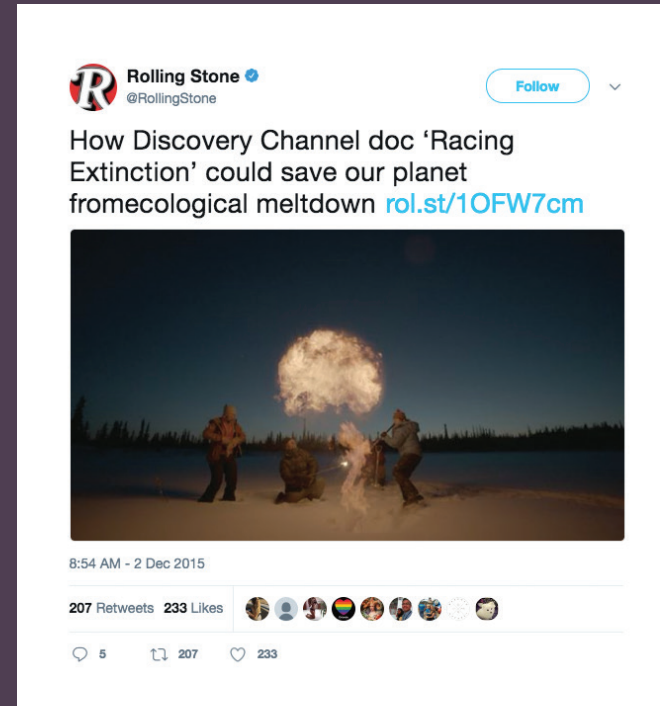 R
Rolling Stone
@RollingStone
Follow
How Discovery Channel doc ‘Racing
Extinction’ could save our planet
fromecological meltdown rol.st/1OFW7cm
8:54 AM - 2 Dec 2015
207 Retweets 233 Likes
5 207 233